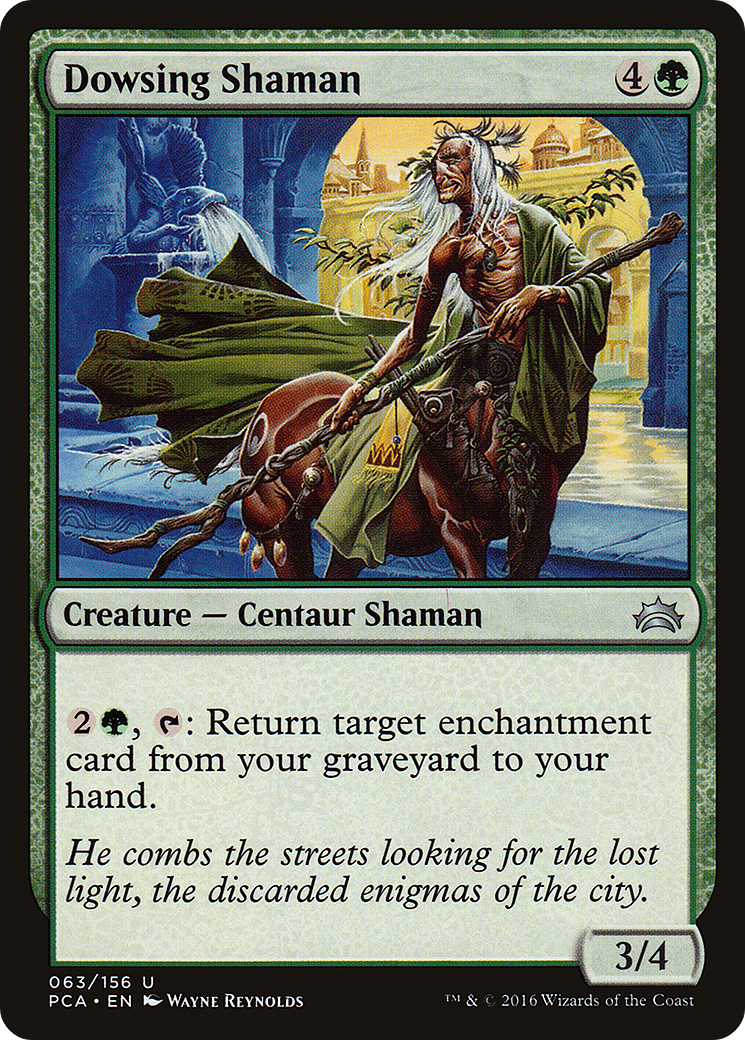 Dowsing Shaman 4
Creature — Centaur Shaman
2, : Return target enchantment
card from your graveyard to your
hand.
He combs the streets looking for the lost
light, the discarded enigmas of the city.
3/4
063/156 U
PCA • EN Wayne Reynolds
™ & © 2016 Wizards of the Coast